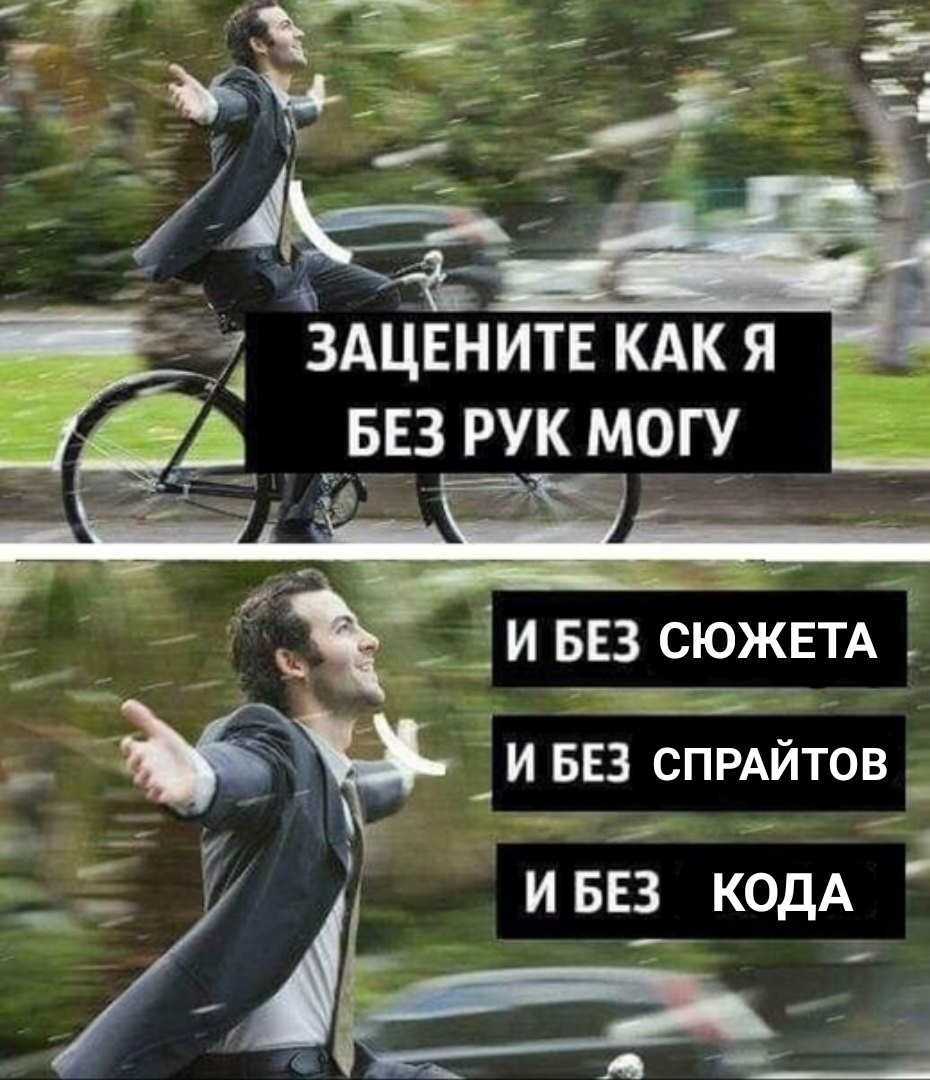 ЗАЦЕНИТЕ КАК Я
БЕЗ РУК МОГУ
И БЕЗ СЮЖЕТА
И БЕЗ СПРАЙТОВ
И БЕЗ КОДА